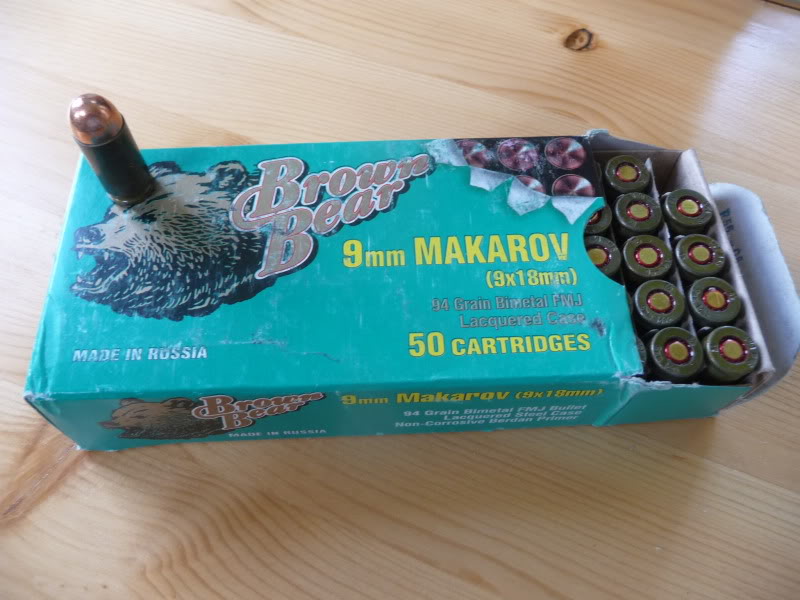 Brown
Bear
9mm MAKAROV
(9x18mm)
94 Grain Bimetal FMJ
Lacquered Case
50 CARTRIDGES
MADE IN RUSSIA
Brown
Bear
MADE IN RUSSIA
9mm Makarov (9x18mm)
94 Grain Bimetal FMJ Bullet
Lacquered Steel Case
Non-Corrosive Berdan Primer